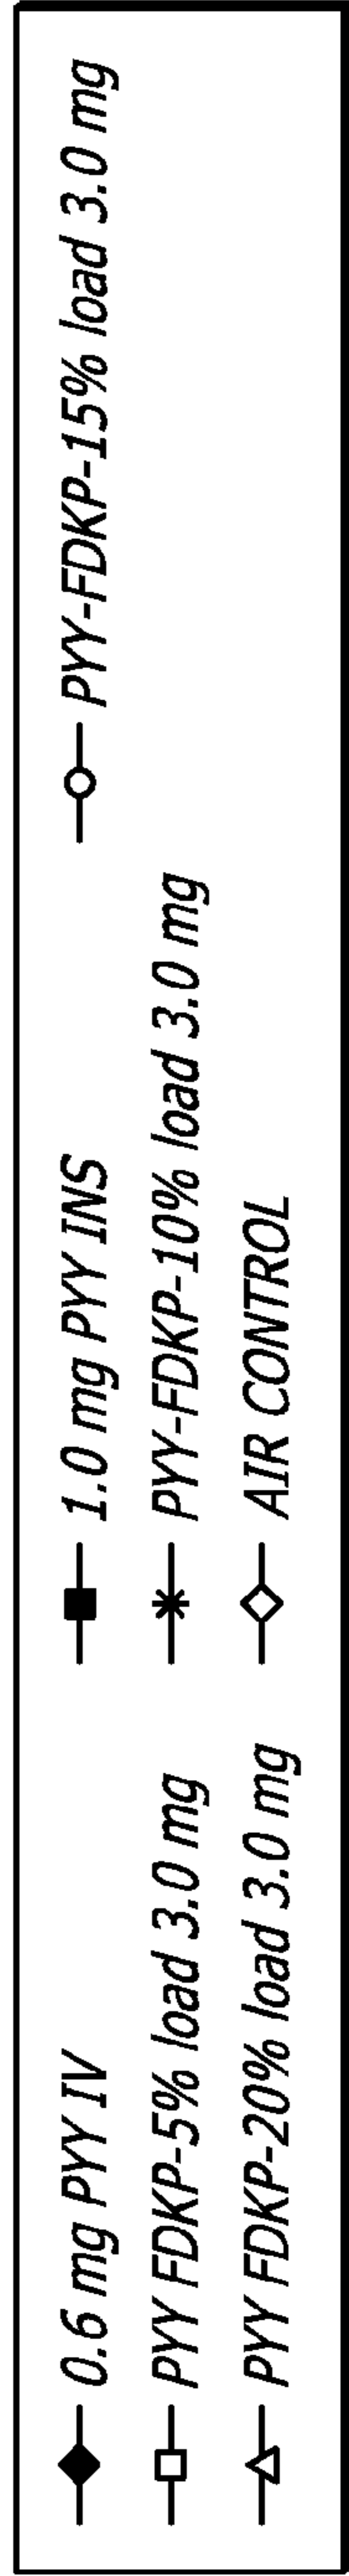 0.6 mg PYY IV 1.0 mg PYY INS PYY-FDKP-15% load 3.0 mg
PYY FDKP-5% load 3.0 mg PYY-FDKP-10% load 3.0 mg
PYY FDKP-20% load 3.0 mg AIR CONTROL